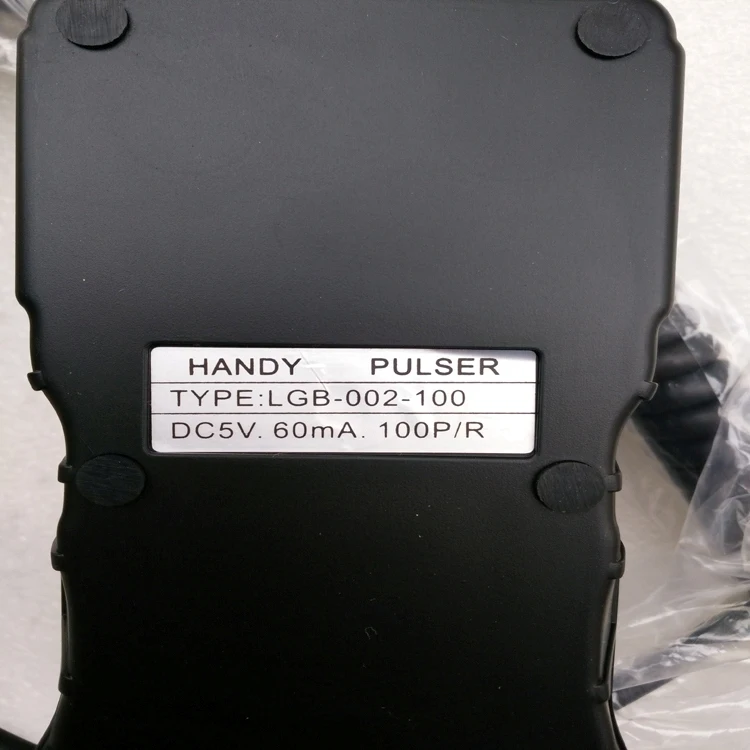 HANDY PULSER
TYPE:LGB-002-100
DC5V. 60mA. 100P/R